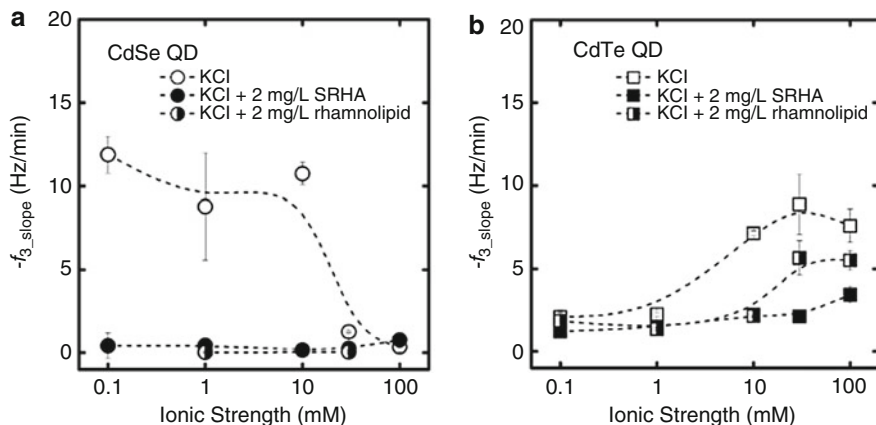 a
CdSe QD
KCl
KCl + 2 mg/L SRHA
KCl + 2 mg/L rhamnolipid
20
15
10
5
0
-f3_slope (Hz/min)
0.1 1 10 100
Ionic Strength (mM)
b
CdTe QD
KCl
KCl + 2 mg/L SRHA
KCl + 2 mg/L rhamnolipid
20
15
10
5
0
-f3_slope (Hz/min)
0.1 1 10 100
Ionic Strength (mM)